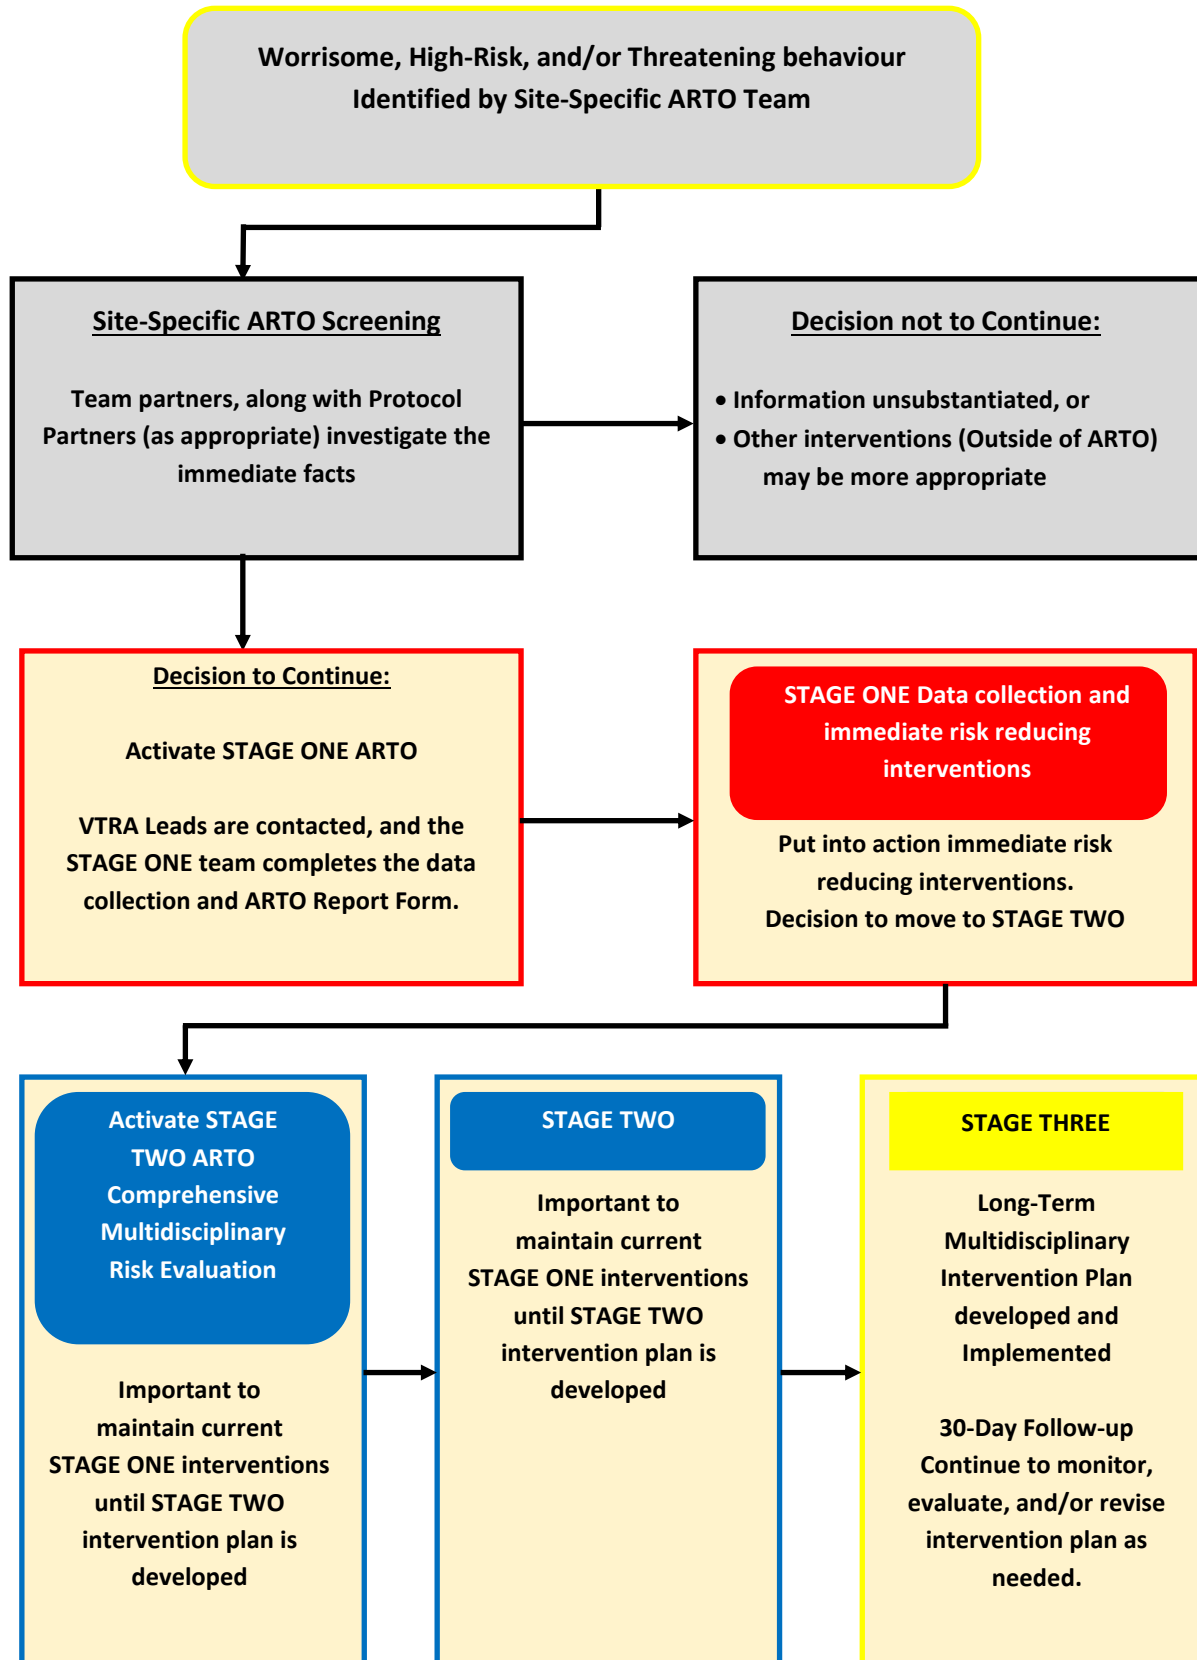 Worrisome, High-Risk, and/or Threatening behaviour
Identified by Site-Specific ARTO Team
Site-Specific ARTO Screening
Team partners, along with Protocol
Partners (as appropriate) investigate the
immediate facts
Decision not to Continue:
• Information unsubstantiated, or
• Other interventions (Outside of ARTO)
may be more appropriate
Decision to Continue:
Activate STAGE ONE ARTO
VTRA Leads are contacted, and the
STAGE ONE team completes the data
collection and ARTO Report Form.
STAGE ONE Data collection and
immediate risk reducing
interventions
Put into action immediate risk
reducing interventions.
Decision to move to STAGE TWO
Activate STAGE
TWO ARTO
Comprehensive
Multidisciplinary
Risk Evaluation
Important to
maintain current
STAGE ONE interventions
until STAGE TWO
intervention plan is
developed
STAGE TWO
Important to
maintain current
STAGE ONE interventions
until STAGE TWO
intervention plan is
developed
STAGE THREE
Long-Term
Multidisciplinary
Intervention Plan
developed and
Implemented
30-Day Follow-up
Continue to monitor,
evaluate, and/or revise
intervention plan as
needed.